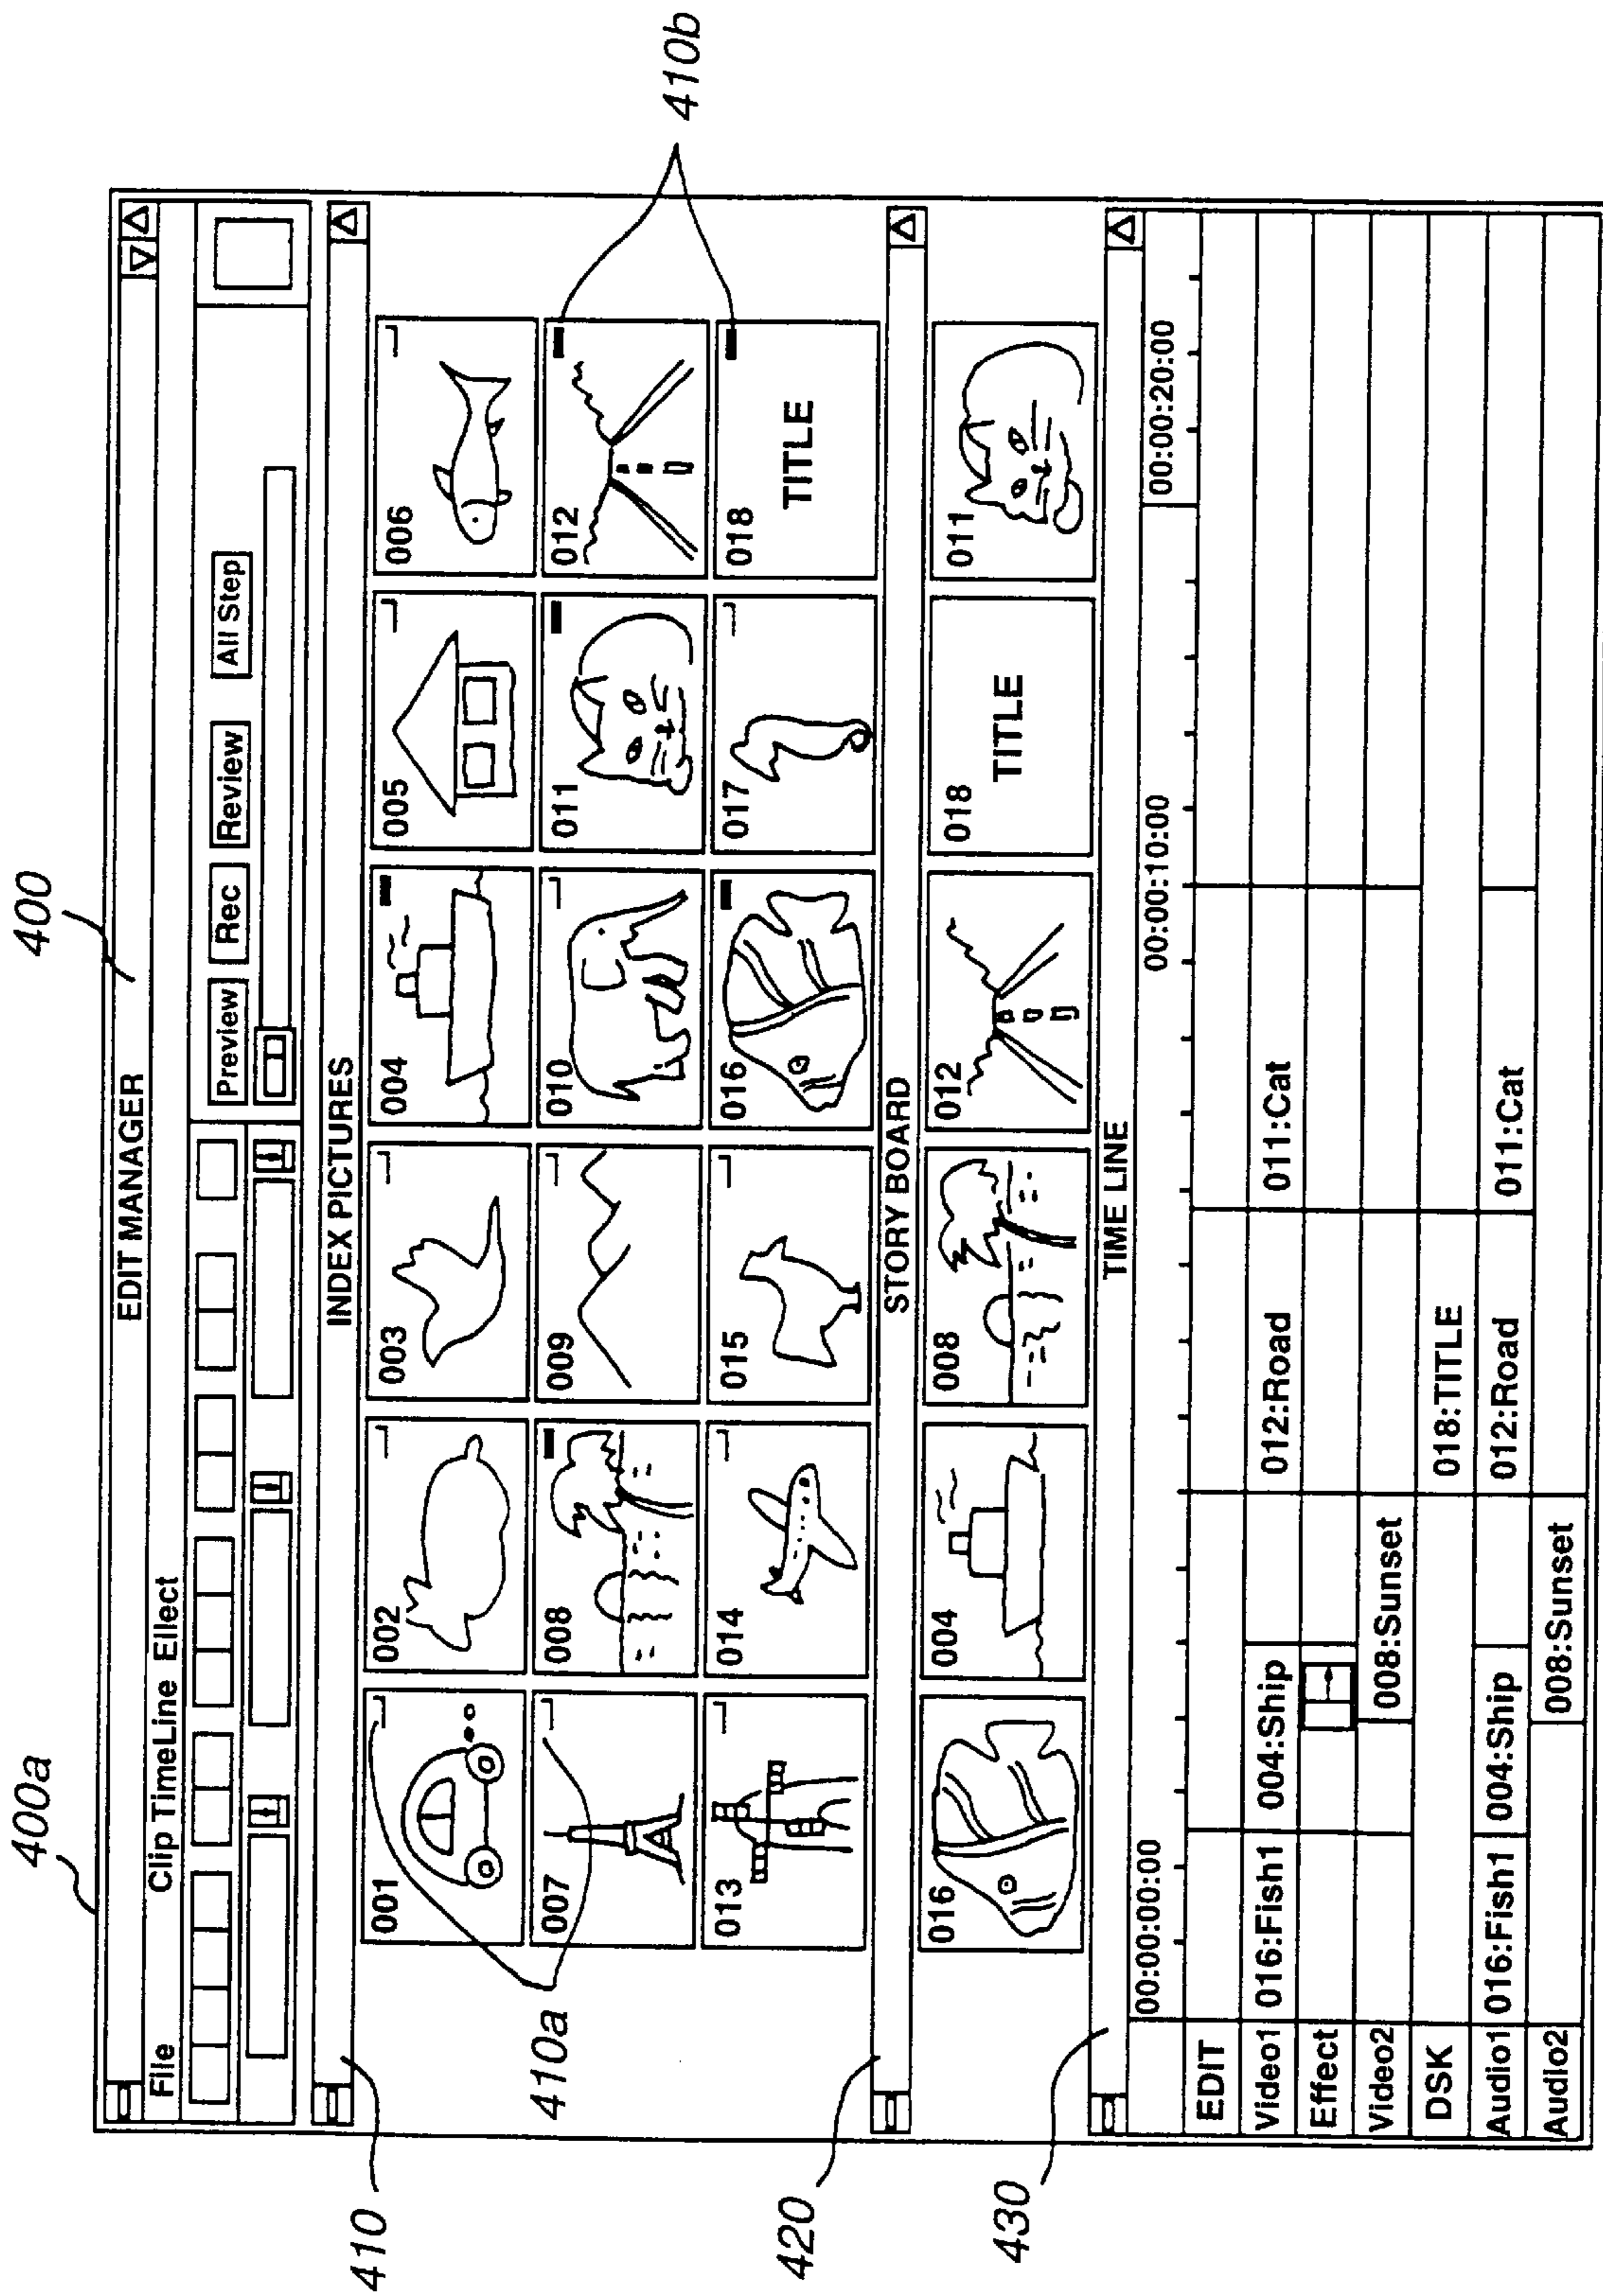 400a
400
EDIT MANAGER
File Clip TimeLine Ellect
Preview Rec Review All Step
410
INDEX PICTURES
001 002 003 004 005 006
410a
410b
007 008 009 010 011 012
013 014 015 016 017 018
TITLE
420
STORY BOARD
016 004 008 012 018 011
TITLE
430
TIME LINE
00:00:00:00 00:00:10:00 00:00:20:00
EDIT
Video1 016:Fish1 004:Ship 012:Road 011:Cat
Effect
Video2 008:Sunset
DSK 018:TITLE
Audio1 016:Fish1 004:Ship 012:Road 011:Cat
Audio2 008:Sunset